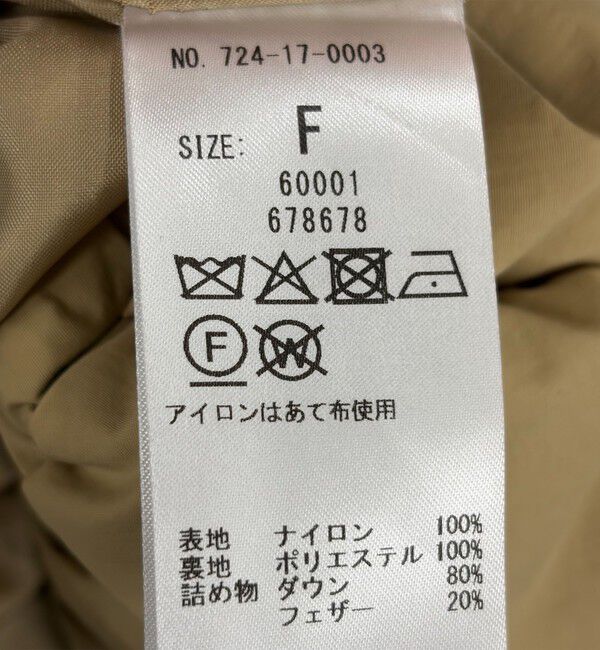 NO. 724-17-0003
SIZE: F
60001
678678
F W
アイロンはあて布使用
表地 ナイロン 100%
裏地 ポリエステル 100%
詰め物 ダウン 80%
フェザー 20%